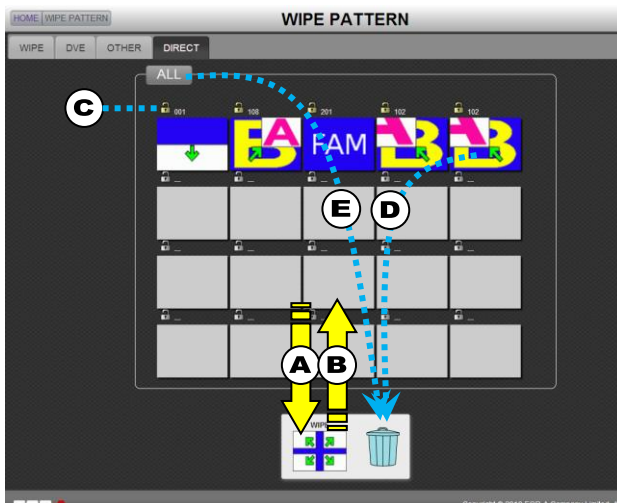 HOME WIPE PATTERN
WIPE PATTERN
WIPE DVE OTHER DIRECT
ALL
C
001 108 201 102 102
B A FAM A B A B
E D
A B
WIPE